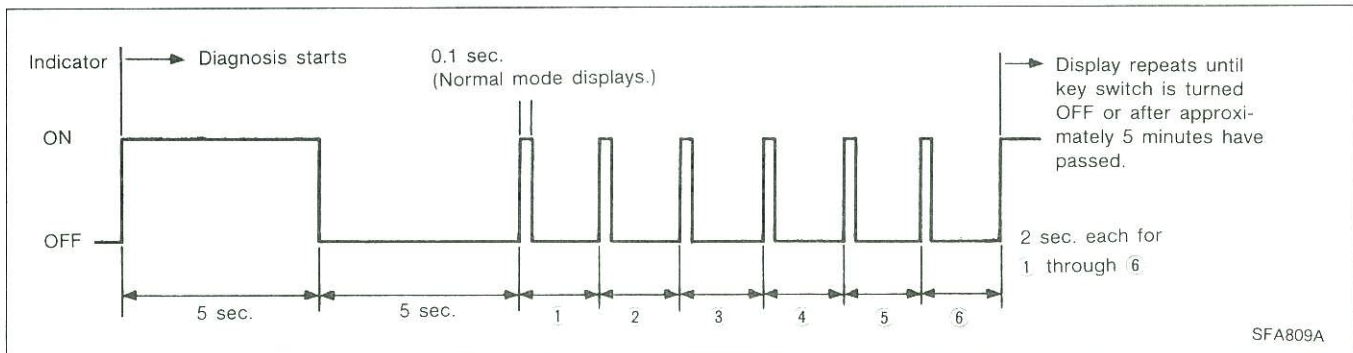 Indicator
Diagnosis starts
0.1 sec.
(Normal mode displays.)
Display repeats until
key switch is turned
OFF or after approxi-
mately 5 minutes have
passed.
ON
OFF
2 sec. each for
① through ⑥
5 sec.
5 sec.
①
②
③
④
⑤
⑥
SFA809A